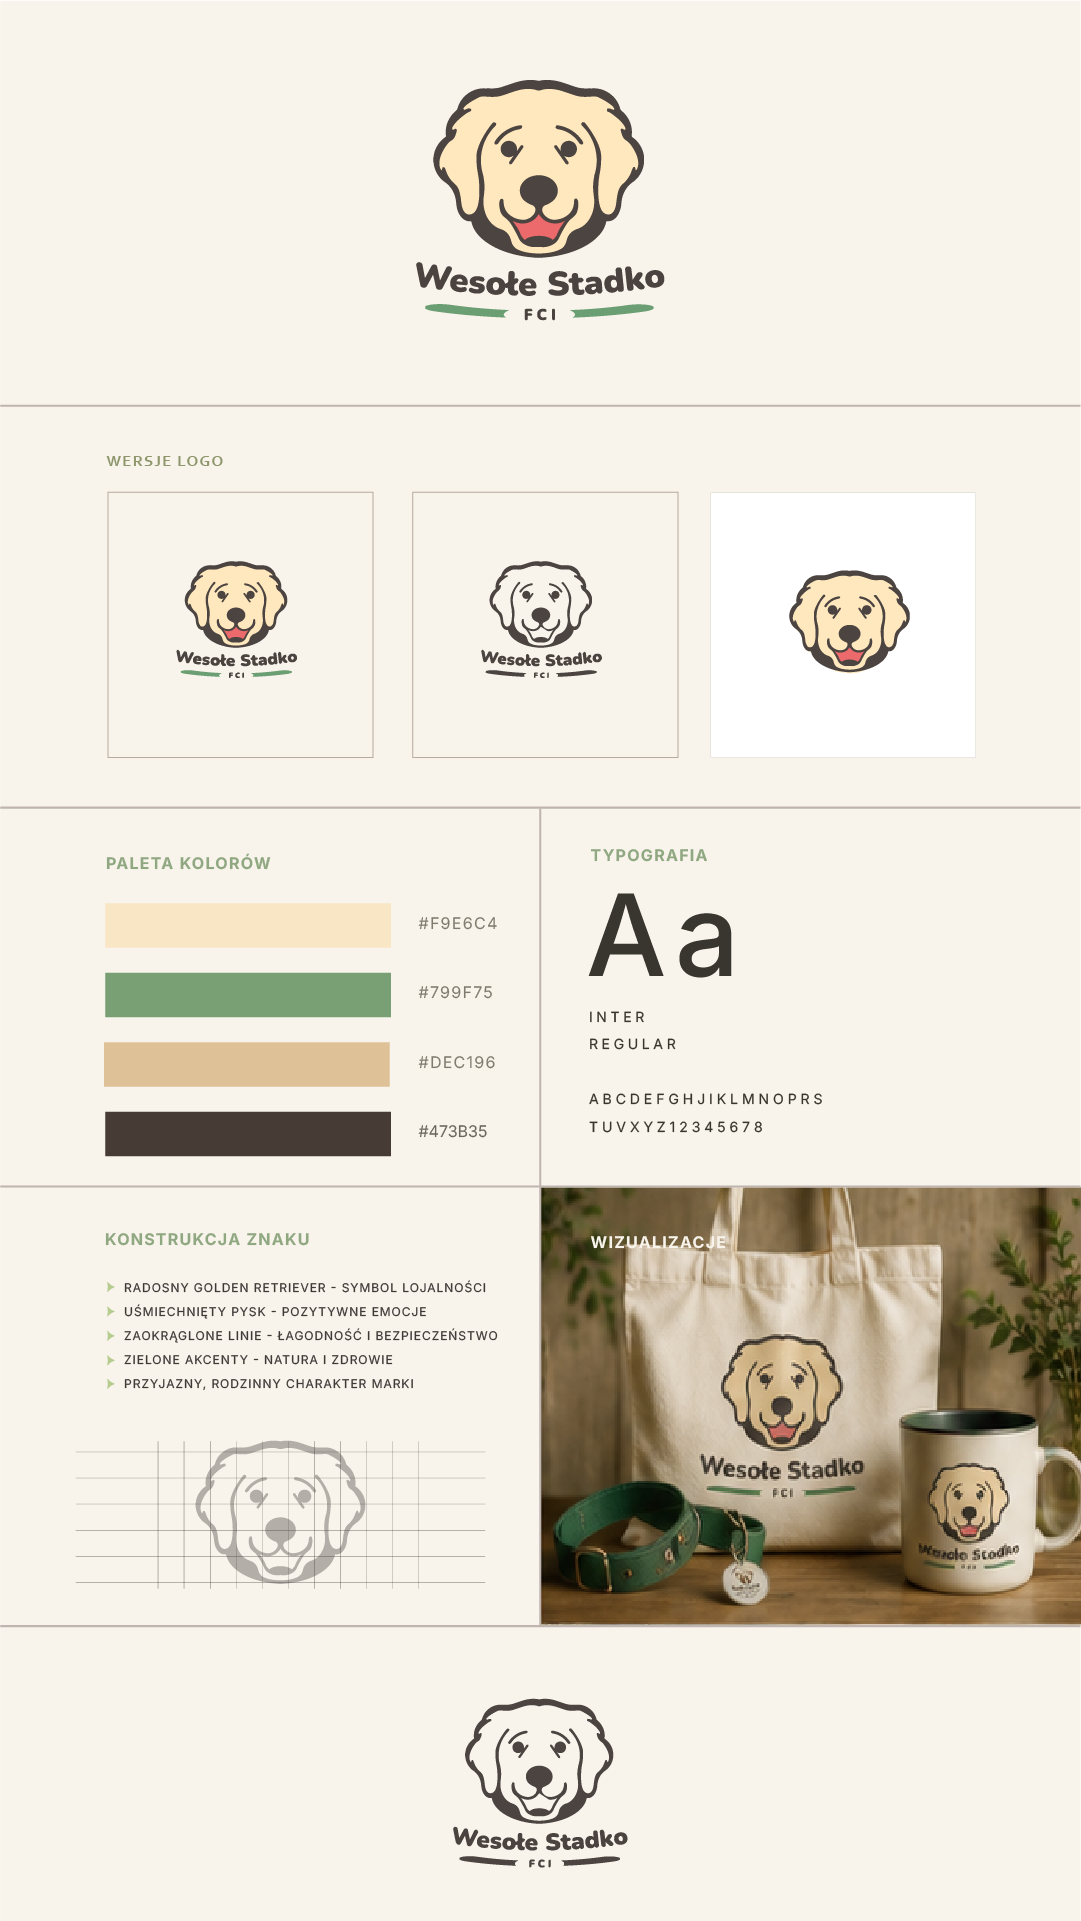 Wesołe Stadko
FCI
WERSJE LOGO
Wesołe Stadko
FCI
Wesołe Stadko
FCI
PALETA KOLORÓW
#F9E6C4
#799F75
#DEC196
#473B35
TYPOGRAFIA
Aa
INTER
REGULAR
ABCDEFGHJIKLMNOPRS
TUVXYZ12345678
KONSTRUKCJA ZNAKU
RADOSNY GOLDEN RETRIEVER - SYMBOL LOJALNOŚCI
UŚMIECHNIĘTY PYSK - POZYTYWNE EMOCJE
ZAOKRĄGLONE LINIE - ŁAGODNOŚĆ I BEZPIECZEŃSTWO
ZIELONE AKCENTY - NATURA I ZDROWIE
PRZYJAZNY, RODZINNY CHARAKTER MARKI
WIZUALIZACJE
Wesołe Stadko
FCI
Wesołe Stadko
Wesołe Stadko
FCI